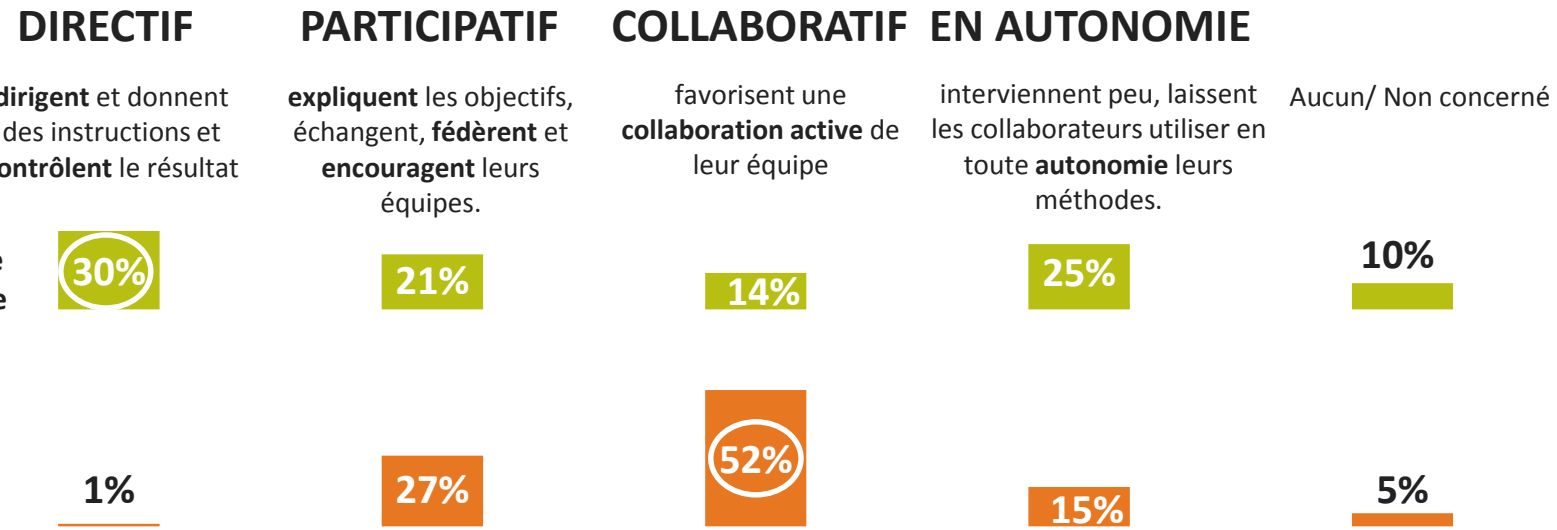 DIRECTIF PARTICIPATIF COLLABORATIF EN AUTONOMIE
dirigent et donnent
des instructions et
contrôlent le résultat
expliquent les objectifs,
échangent, fédèrent et
encouragent leurs
équipes.
favorisent une
collaboration active de
leur équipe
interviennent peu, laissent
les collaborateurs utiliser en
toute autonomie leurs
méthodes.
Aucun/ Non concerné
30% 21% 14% 25% 10%
1% 27% 52% 15% 5%